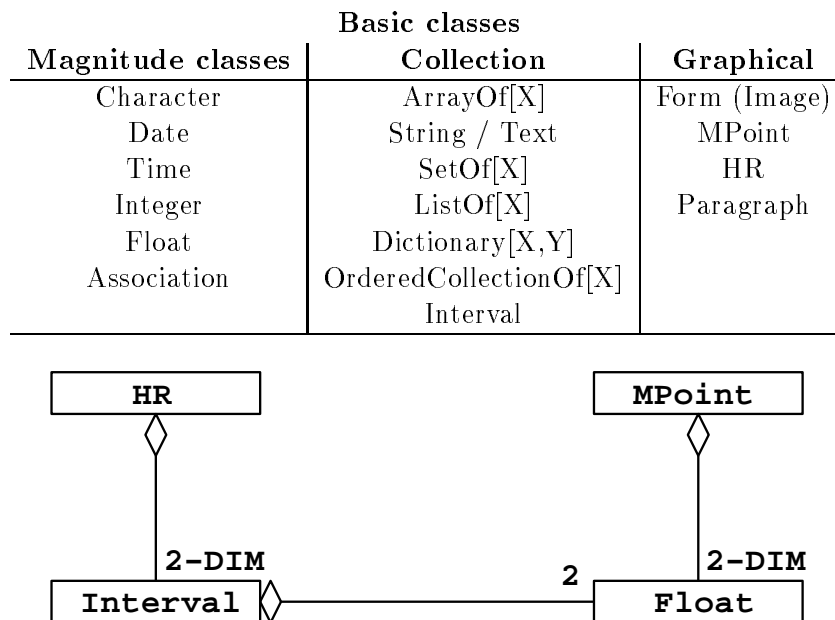 Basic classes
Magnitude classes Collection Graphical
Character ArrayOf[X] Form (Image)
Date String / Text MPoint
Time SetOf[X] HR
Integer ListOf[X] Paragraph
Float Dictionary[X,Y]
Association OrderedCollectionOf[X]
Interval
HR MPoint
2-DIM 2 2-DIM
Interval Float